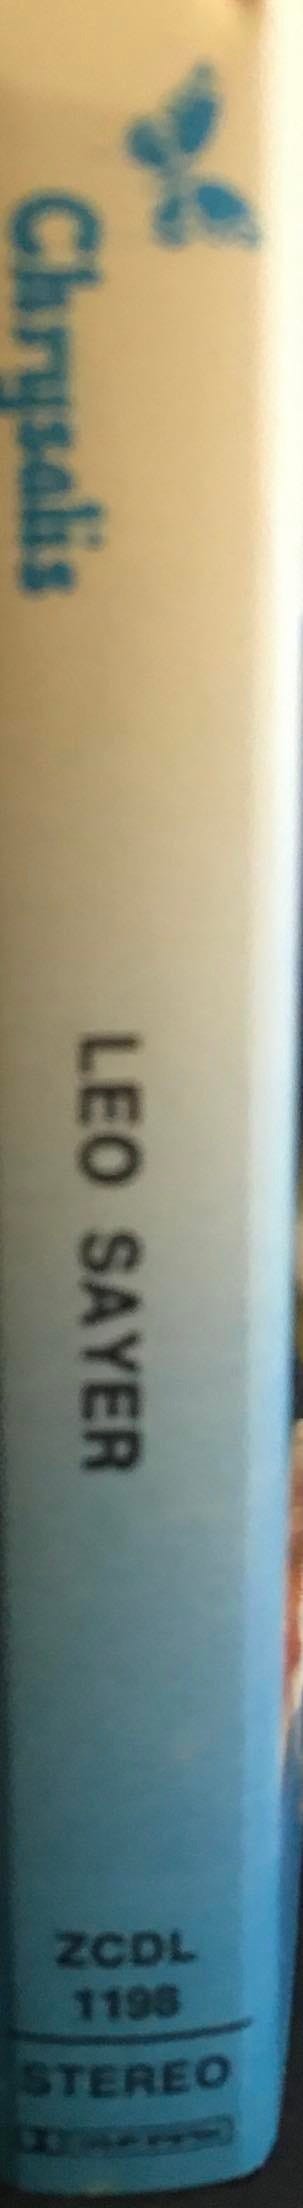 Chrysalis
LEO SAYER
ZCDL
1198
STEREO